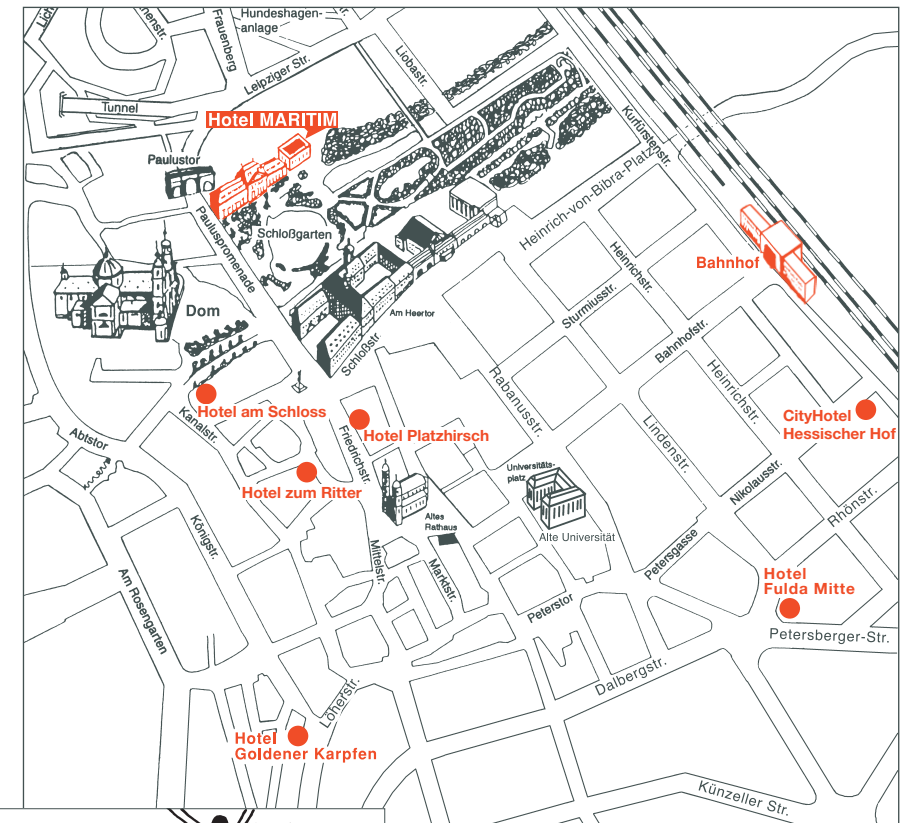 Hundeshagen-
anlage
Frauenberg
Leipziger Str.
Liobastr.
Tunnel
Hotel MARITIM
Paulustor
Kurfürstenstr.
Pauluspromenade
Schloßgarten
Heinrich-von-Bibra-Platz
Heinrichstr.
Bahnhof
Dom
Am Heertor
Sturmiusstr.
Schloßstr.
Bahnhofstr.
Rabanusstr.
Heinrichstr.
Hotel am Schloss
Kanalstr.
CityHotel
Hessischer Hof
Hotel Platzhirsch
Friedrichstr.
Lindenstr.
Abtstor
Universitäts-
platz
Hotel zum Ritter
Nikolausstr.
Rhönstr.
Altes
Rathaus
Königstr.
Alte Universität
Petersgasse
Mittelstr.
Marktstr.
Am Rosengarten
Hotel
Fulda Mitte
Peterstor
Petersberger-Str.
Dalbergstr.
Löherstr.
Hotel
Goldener Karpfen
Künzeller Str.